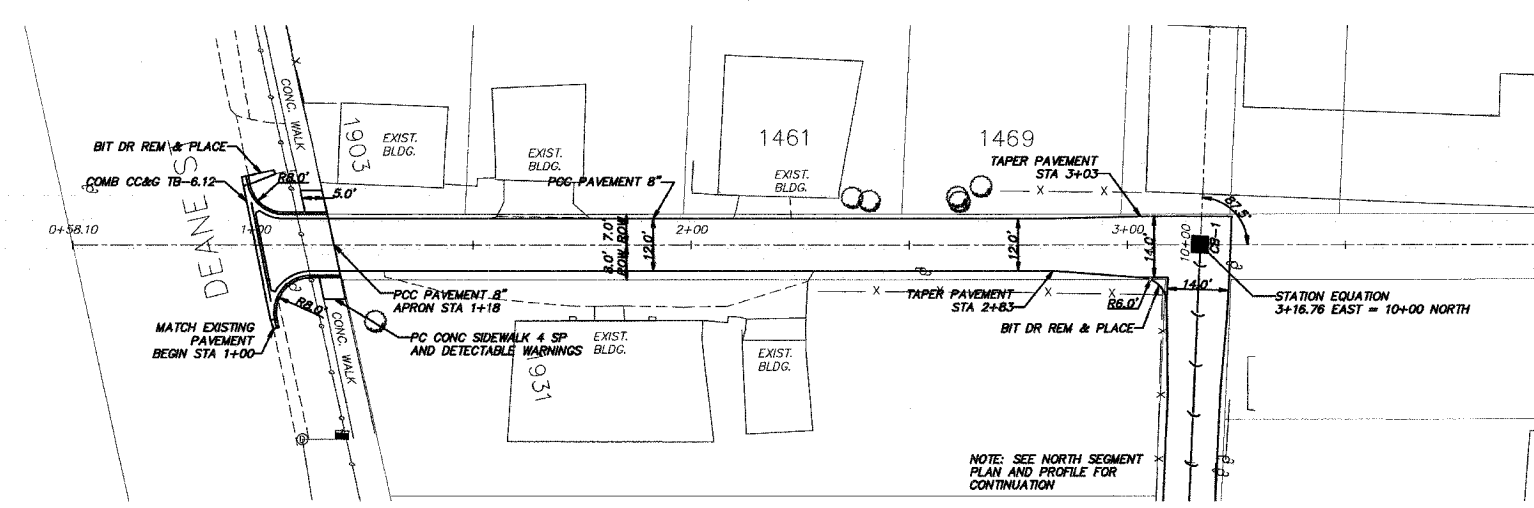 CONC. WALK
1903
EXIST.
BLDG.
EXIST.
BLDG.
1461
EXIST.
BLDG.
1469
BIT DR REM & PLACE
COMB CC&G TB-6.12
R8.0'
5.0'
PCC PAVEMENT 8"
TAPER PAVEMENT
STA 3+03
87.5'
0+58.10
1+00
2+00
3+00
DEANE S
8.0' 7.0'
ROW ROW
12.0'
12.0'
14.0'
10+00
CB-1
14.0'
PCC PAVEMENT 8"
APRON STA 1+18
R8.0'
MATCH EXISTING
PAVEMENT
BEGIN STA 1+00
CONC. WALK
PC CONC SIDEWALK 4 SP
AND DETECTABLE WARNINGS
1931
EXIST.
BLDG.
EXIST.
BLDG.
TAPER PAVEMENT
STA 2+83
R6.0'
BIT DR REM & PLACE
STATION EQUATION
3+16.76 EAST = 10+00 NORTH
NOTE: SEE NORTH SEGMENT
PLAN AND PROFILE FOR
CONTINUATION